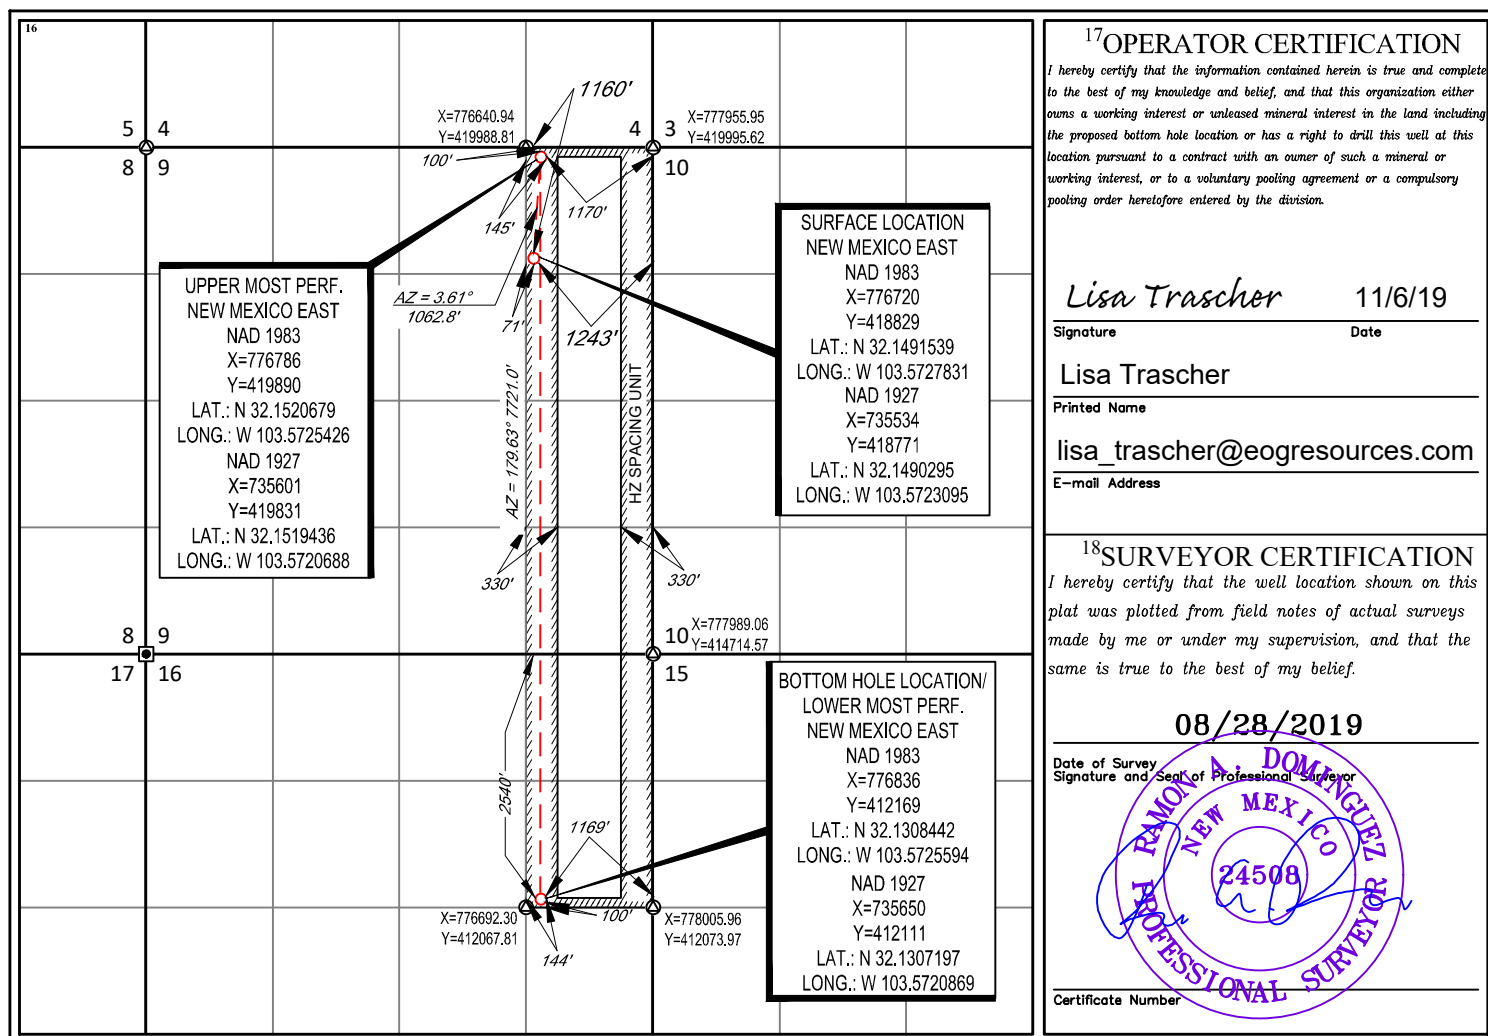 16
1160'
X=776640.94
Y=419988.81
X=777955.95
Y=419995.62
5 4
4 3
8 9
10
100'
145'
1170'
UPPER MOST PERF.
NEW MEXICO EAST
NAD 1983
X=776786
Y=419890
LAT.: N 32.1520679
LONG.: W 103.5725426
NAD 1927
X=735601
Y=419831
LAT.: N 32.1519436
LONG.: W 103.5720688
AZ = 3.61°
1062.8'
71'
1243'
SURFACE LOCATION
NEW MEXICO EAST
NAD 1983
X=776720
Y=418829
LAT.: N 32.1491539
LONG.: W 103.5727831
NAD 1927
X=735534
Y=418771
LAT.: N 32.1490295
LONG.: W 103.5723095
AZ = 179.63° 7721.0'
HZ SPACING UNIT
330'
330'
8 9
17 16
10
15
X=777989.06
Y=414714.57
2540'
1169'
100'
144'
X=776692.30
Y=412067.81
X=778005.96
Y=412073.97
BOTTOM HOLE LOCATION/
LOWER MOST PERF.
NEW MEXICO EAST
NAD 1983
X=776836
Y=412169
LAT.: N 32.1308442
LONG.: W 103.5725594
NAD 1927
X=735650
Y=412111
LAT.: N 32.1307197
LONG.: W 103.5720869
17 OPERATOR CERTIFICATION
I hereby certify that the information contained herein is true and complete
to the best of my knowledge and belief, and that this organization either
owns a working interest or unleased mineral interest in the land including
the proposed bottom hole location or has a right to drill this well at this
location pursuant to a contract with an owner of such a mineral or
working interest, or to a voluntary pooling agreement or a compulsory
pooling order heretofore entered by the division.
Lisa Trascher 11/6/19
Signature Date
Lisa Trascher
Printed Name
lisa_trascher@eogresources.com
E-mail Address
18 SURVEYOR CERTIFICATION
I hereby certify that the well location shown on this
plat was plotted from field notes of actual surveys
made by me or under my supervision, and that the
same is true to the best of my belief.
08/28/2019
Date of Survey
Signature and Seal of Professional Surveyor
RAMON A. DOMINGUEZ
NEW MEXICO
24508
PROFESSIONAL SURVEYOR
Certificate Number